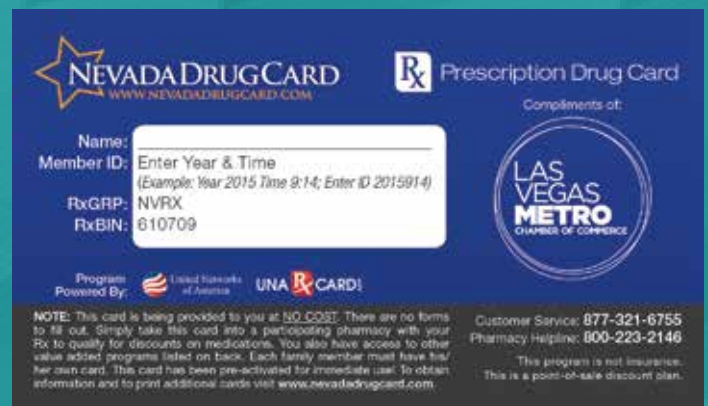 NEVADADRUGCARD
WWW.NEVADADRUGCARD.COM
Rx Prescription Drug Card
Compliments of:
LAS
VEGAS
METRO
CHAMBER OF COMMERCE
Name:
Member ID: Enter Year & Time
(Example: Year 2015 Time 9:14; Enter ID 2015914)
RxGRP: NVRX
RxBIN: 610709
Program
Powered By:
United Networks
of America
UNA Rx CARD
NOTE: This card is being provided to you at NO COST. There are no forms
to fill out. Simply take this card into a participating pharmacy with your
Rx to qualify for discounts on medications. You also have access to other
value added programs listed on back. Each family member must have his/
her own card. This card has been pre-activated for immediate use! To obtain
information and to print additional cards visit www.nevadadrugcard.com.
Customer Service: 877-321-6755
Pharmacy Helpline: 800-223-2146
This program is not insurance.
This is a point-of-sale discount plan.